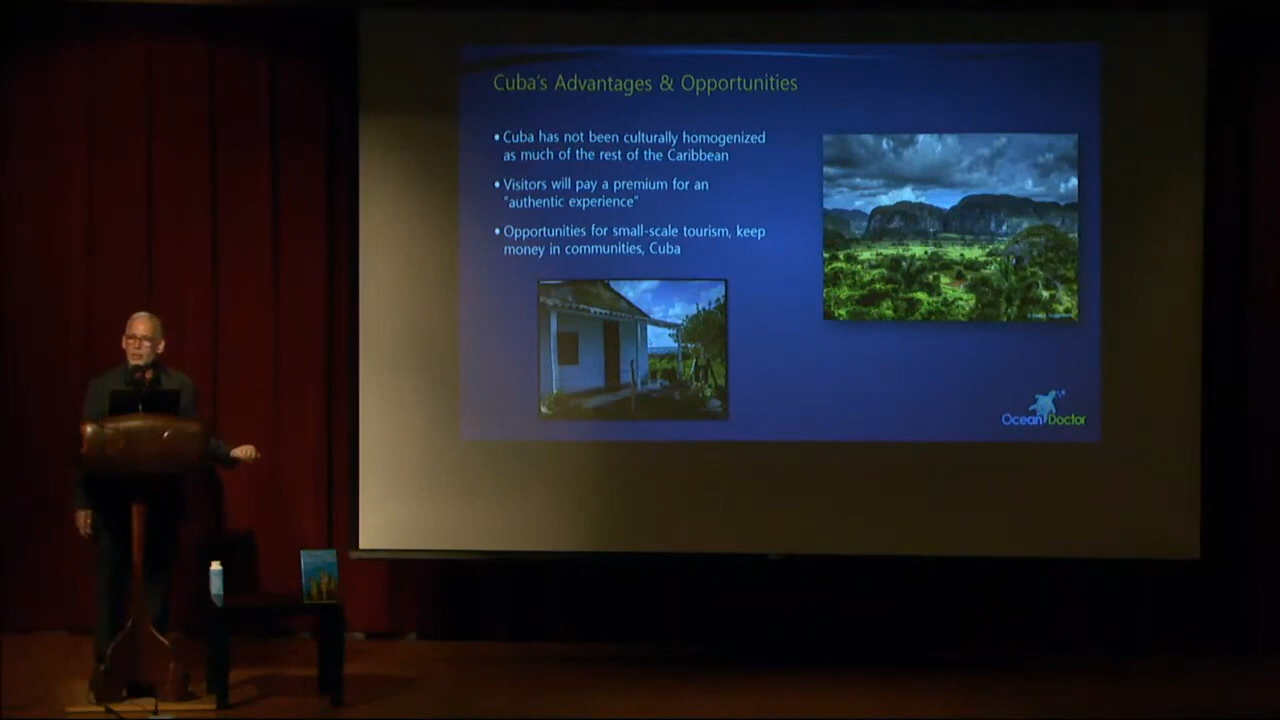 Cuba's Advantages & Opportunities
• Cuba has not been culturally homogenized
as much of the rest of the Caribbean
• Visitors will pay a premium for an
"authentic experience"
• Opportunities for small-scale tourism, keep
money in communities, Cuba
Ocean Doctor